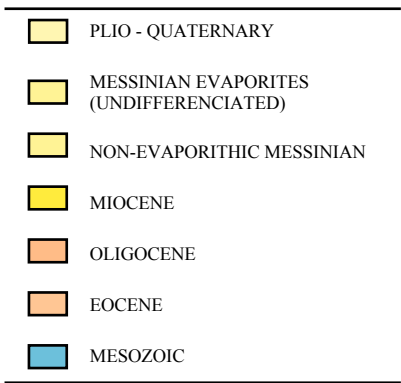 PLIO - QUATERNARY
MESSINIAN EVAPORITES
(UNDIFFERENCIATED)
NON-EVAPORITHIC MESSINIAN
MIOCENE
OLIGOCENE
EOCENE
MESOZOIC